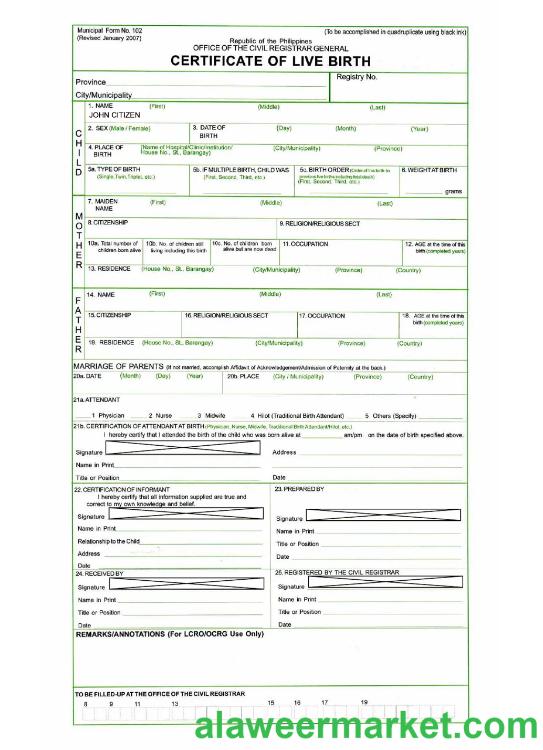 Municipal Form No. 102
(Revised January 2007)
(To be accomplished in quadruplicate using black ink)
Republic of the Philippines
OFFICE OF THE CIVIL REGISTRAR GENERAL
CERTIFICATE OF LIVE BIRTH
Province
Registry No.
City/Municipality
CHILD
1. NAME (First) (Middle) (Last)
JOHN CITIZEN
2. SEX (Male / Female) 3. DATE OF BIRTH (Day) (Month) (Year)
4. PLACE OF BIRTH (Name of Hospital/Clinic/Institution/ House No., St., Barangay) (City/Municipality) (Province)
5a. TYPE OF BIRTH (Single, Twin, Triplet, etc.) 5b. IF MULTIPLE BIRTH, CHILD WAS (First, Second, Third, etc.) 5c. BIRTH ORDER (First, Second, Third, etc.) 6. WEIGHT AT BIRTH
grams
MOTHER
7. MAIDEN NAME (First) (Middle) (Last)
8. CITIZENSHIP 9. RELIGION/RELIGIOUS SECT
10a. Total number of children born alive 10b. No. of children still living including this birth 10c. No. of children born alive but are now dead 11. OCCUPATION 12. AGE at the time of this birth (completed years)
13. RESIDENCE (House No., St., Barangay) (City/Municipality) (Province) (Country)
FATHER
14. NAME (First) (Middle) (Last)
15. CITIZENSHIP 16. RELIGION/RELIGIOUS SECT 17. OCCUPATION 18. AGE at the time of this birth (completed years)
19. RESIDENCE (House No., St., Barangay) (City/Municipality) (Province) (Country)
MARRIAGE OF PARENTS (If not married, accomplish Affidavit of Acknowledgement/Admission of Paternity at the back.)
20a. DATE (Month) (Day) (Year) 20b. PLACE (City / Municipality) (Province) (Country)
21a. ATTENDANT
1 Physician 2 Nurse 3 Midwife 4 Hilot (Traditional Birth Attendant) 5 Others (Specify)
21b. CERTIFICATION OF ATTENDANT AT BIRTH (Physician, Nurse, Midwife, Traditional Birth Attendant/Hilot, etc.)
I hereby certify that I attended the birth of the child who was born alive at am/pm on the date of birth specified above.
Signature Address
Name in Print
Title or Position Date
22. CERTIFICATION OF INFORMANT
I hereby certify that all information supplied are true and
correct to my own knowledge and belief.
Signature
Name in Print
Relationship to the Child
Address
Date
23. PREPARED BY
Signature
Name in Print
Title or Position
Date
24. RECEIVED BY
Signature
Name in Print
Title or Position
Date
25. REGISTERED BY THE CIVIL REGISTRAR
Signature
Name in Print
Title or Position
Date
REMARKS/ANNOTATIONS (For LCRO/OCRG Use Only)
TO BE FILLED-UP AT THE OFFICE OF THE CIVIL REGISTRAR
8 9 11 13 15 16 17 19
alaweermarket.com